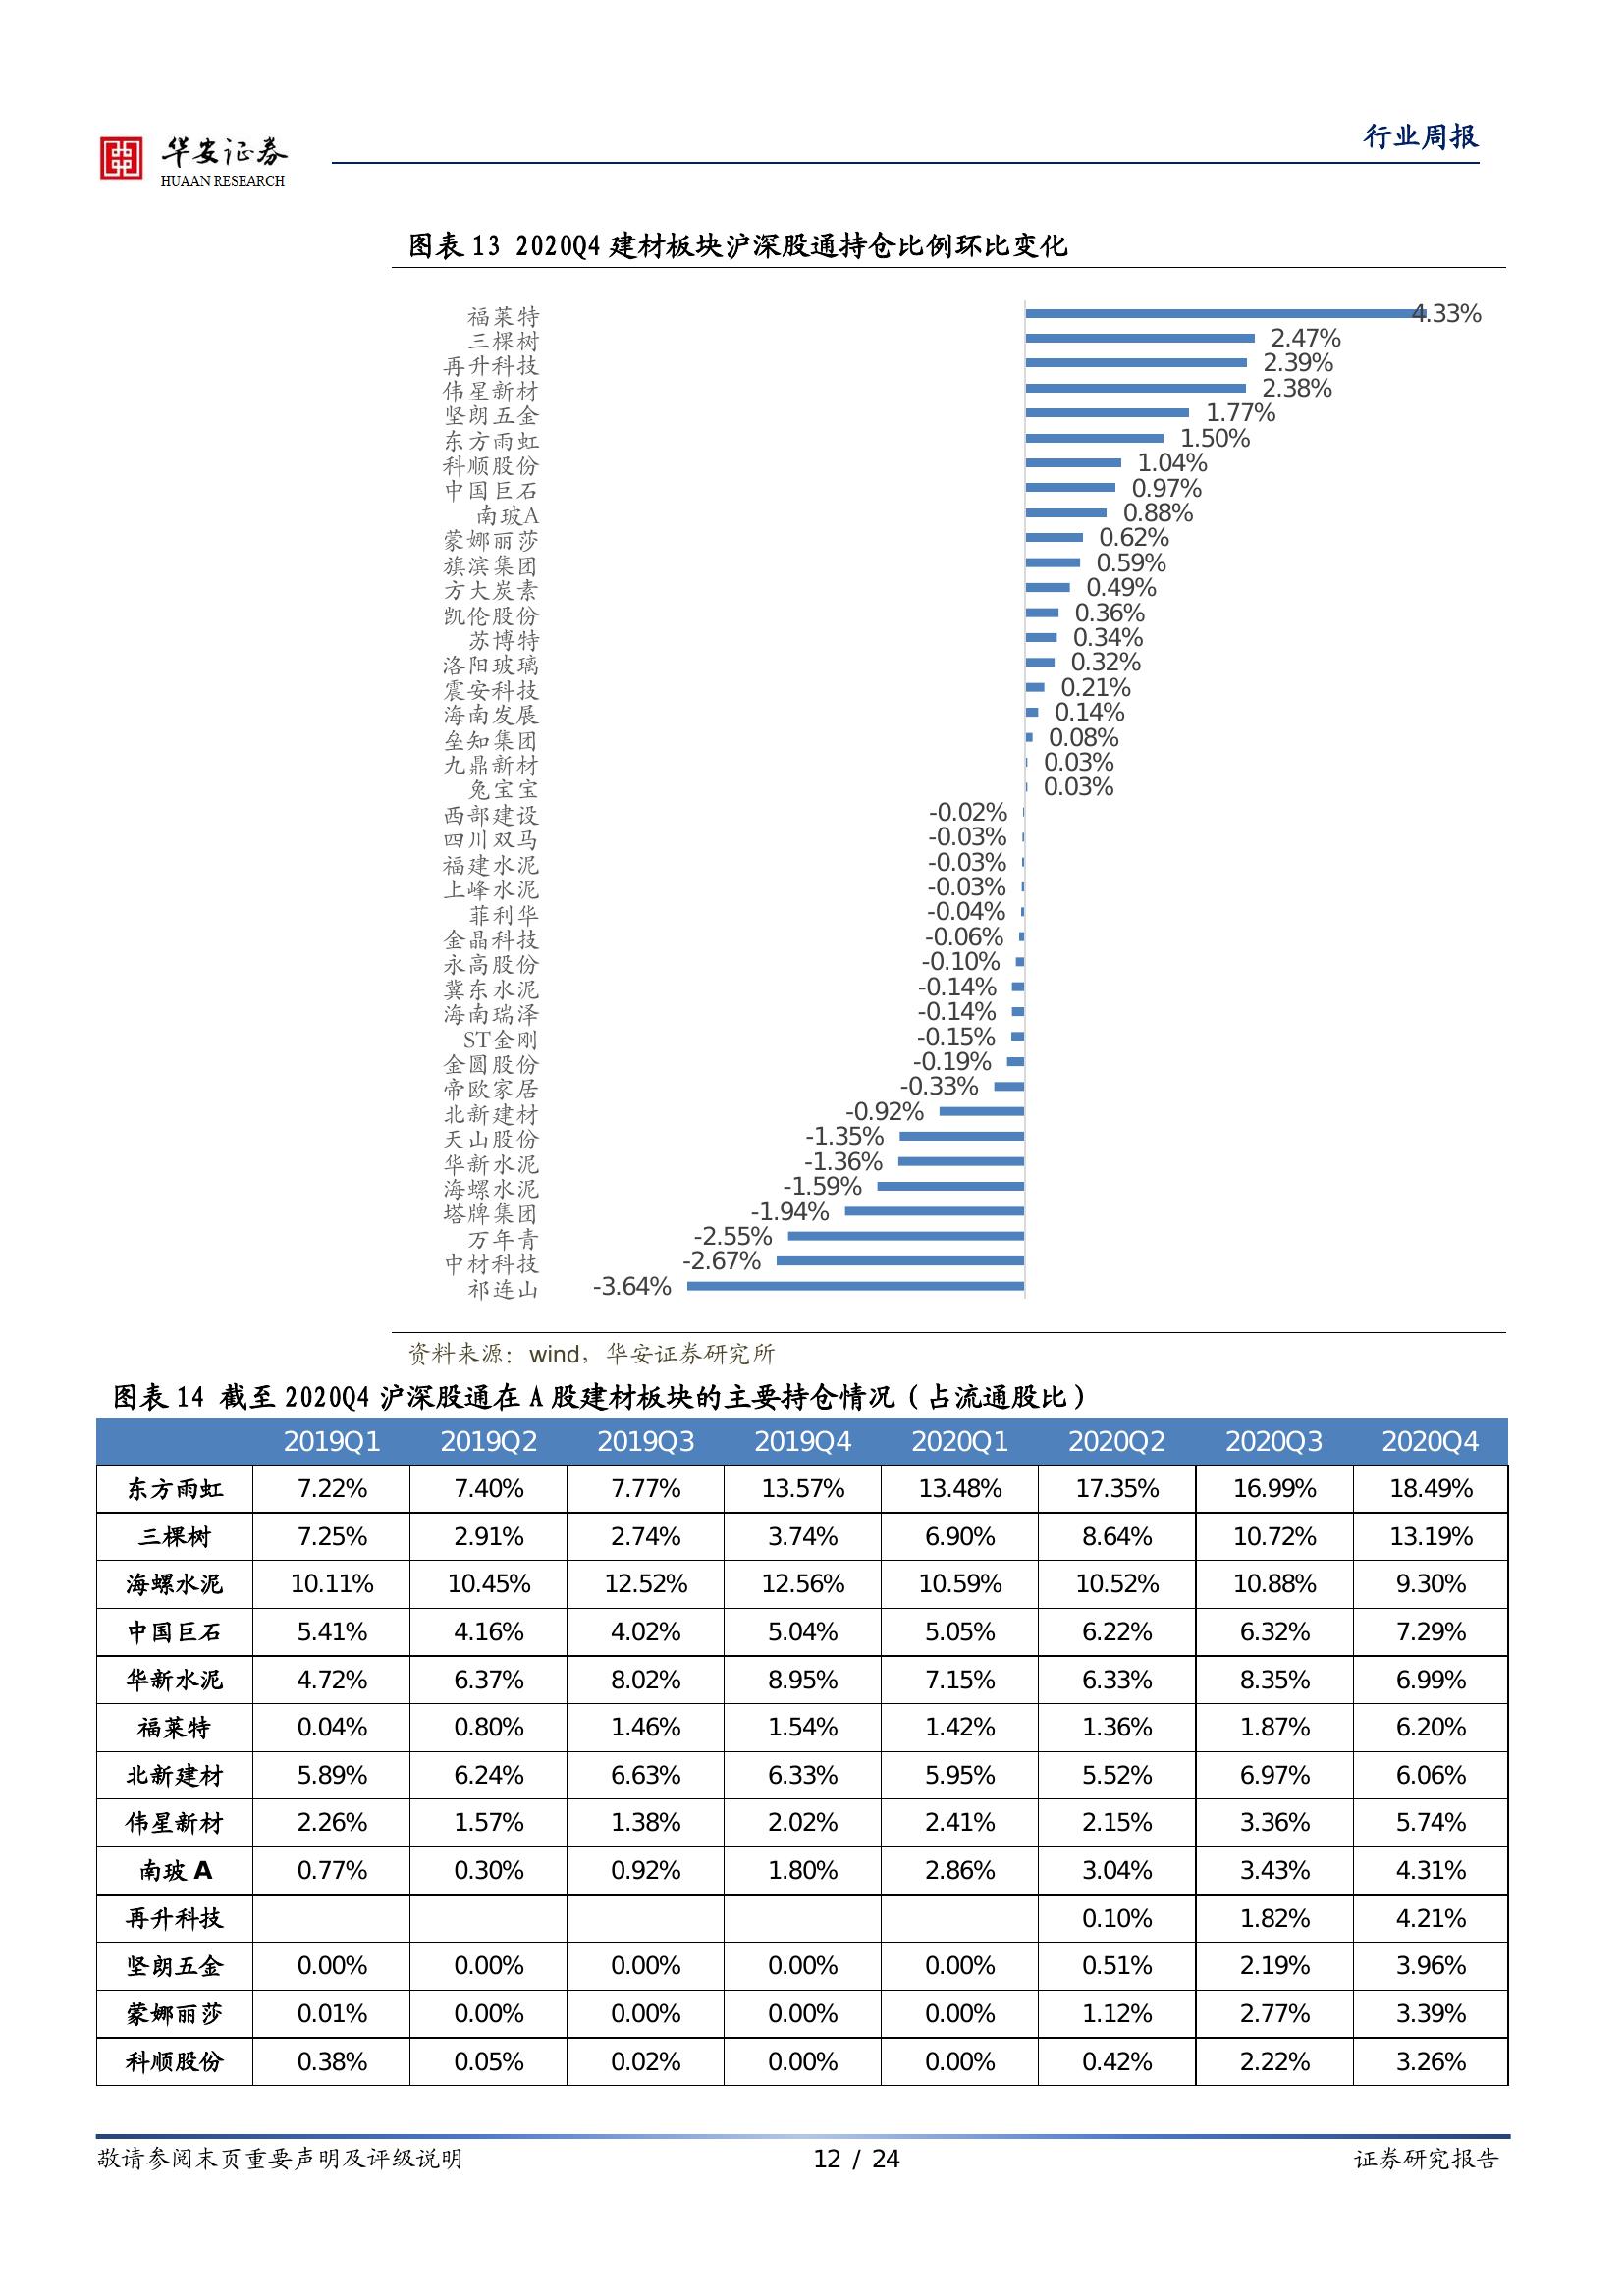 华安证券
HUAAN RESEARCH
行业周报
图表 13 2020Q4 建材板块沪深股通持仓比例环比变化
福莱特 4.33%
三棵树 2.47%
再升科技 2.39%
伟星新材 2.38%
坚朗五金 1.77%
东方雨虹 1.50%
科顺股份 1.04%
中国巨石 0.97%
南玻A 0.88%
蒙娜丽莎 0.62%
旗滨集团 0.59%
方大炭素 0.49%
凯伦股份 0.36%
苏博特 0.34%
洛阳玻璃 0.32%
震安科技 0.21%
海南发展 0.14%
垒知集团 0.08%
九鼎新材 0.03%
兔宝宝 0.03%
西部建设 -0.02%
四川双马 -0.03%
福建水泥 -0.03%
上峰水泥 -0.03%
菲利华 -0.04%
金晶科技 -0.06%
永高股份 -0.10%
冀东水泥 -0.14%
海南瑞泽 -0.14%
ST金刚 -0.15%
金圆股份 -0.19%
帝欧家居 -0.33%
北新建材 -0.92%
天山股份 -1.35%
华新水泥 -1.36%
海螺水泥 -1.59%
塔牌集团 -1.94%
万年青 -2.55%
中材科技 -2.67%
祁连山 -3.64%
资料来源：wind，华安证券研究所
图表 14 截至 2020Q4 沪深股通在 A 股建材板块的主要持仓情况（占流通股比）
2019Q1 2019Q2 2019Q3 2019Q4 2020Q1 2020Q2 2020Q3 2020Q4
东方雨虹 7.22% 7.40% 7.77% 13.57% 13.48% 17.35% 16.99% 18.49%
三棵树 7.25% 2.91% 2.74% 3.74% 6.90% 8.64% 10.72% 13.19%
海螺水泥 10.11% 10.45% 12.52% 12.56% 10.59% 10.52% 10.88% 9.30%
中国巨石 5.41% 4.16% 4.02% 5.04% 5.05% 6.22% 6.32% 7.29%
华新水泥 4.72% 6.37% 8.02% 8.95% 7.15% 6.33% 8.35% 6.99%
福莱特 0.04% 0.80% 1.46% 1.54% 1.42% 1.36% 1.87% 6.20%
北新建材 5.89% 6.24% 6.63% 6.33% 5.95% 5.52% 6.97% 6.06%
伟星新材 2.26% 1.57% 1.38% 2.02% 2.41% 2.15% 3.36% 5.74%
南玻 A 0.77% 0.30% 0.92% 1.80% 2.86% 3.04% 3.43% 4.31%
再升科技 0.10% 1.82% 4.21%
坚朗五金 0.00% 0.00% 0.00% 0.00% 0.00% 0.51% 2.19% 3.96%
蒙娜丽莎 0.01% 0.00% 0.00% 0.00% 0.00% 1.12% 2.77% 3.39%
科顺股份 0.38% 0.05% 0.02% 0.00% 0.00% 0.42% 2.22% 3.26%
敬请参阅末页重要声明及评级说明 12 / 24 证券研究报告